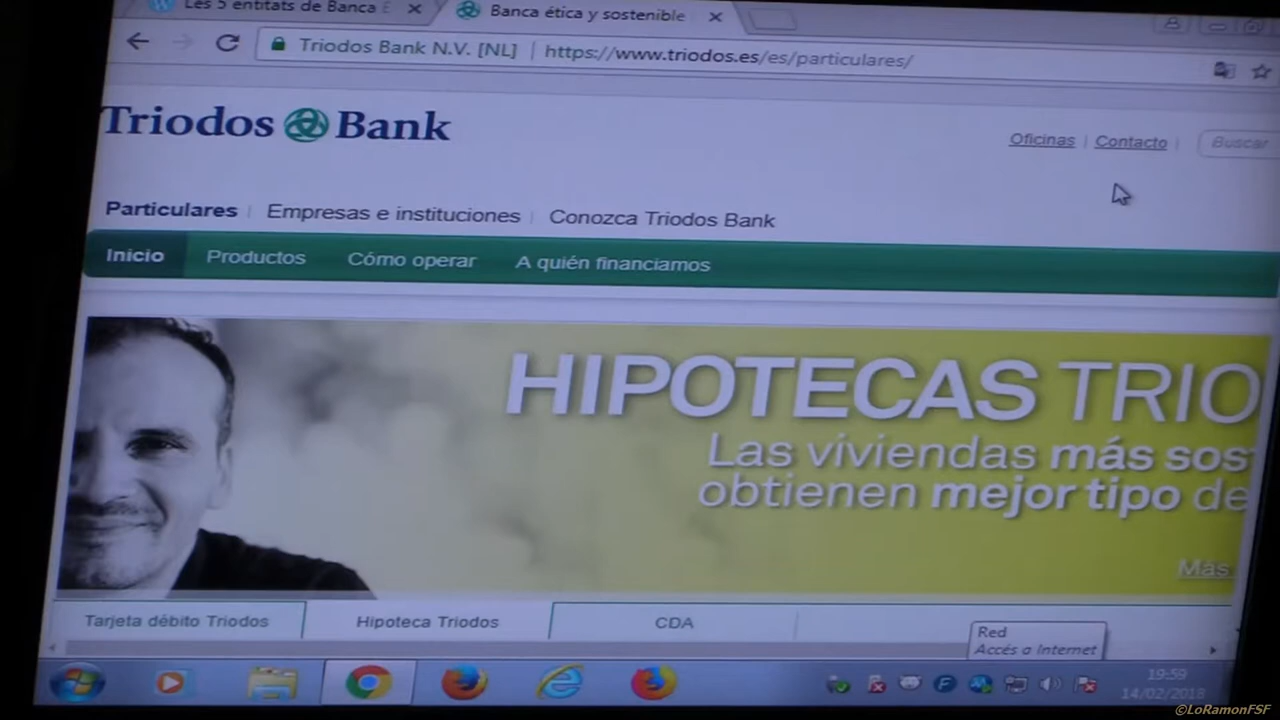 Les 5 entitats de Banca E
Banca ética y sostenible
Triodos Bank N.V. [NL] | https://www.triodos.es/es/particulares/
Triodos Bank
Oficinas | Contacto |
Buscar
Particulares | Empresas e instituciones | Conozca Triodos Bank
Inicio Productos Cómo operar A quién financiamos
HIPOTECAS TRIO
Las viviendas más sos
obtienen mejor tipo de
Más
Tarjeta débito Triodos Hipoteca Triodos CDA
Red
Accés a Internet
19:59
14/02/2018
©LoRamonFSF